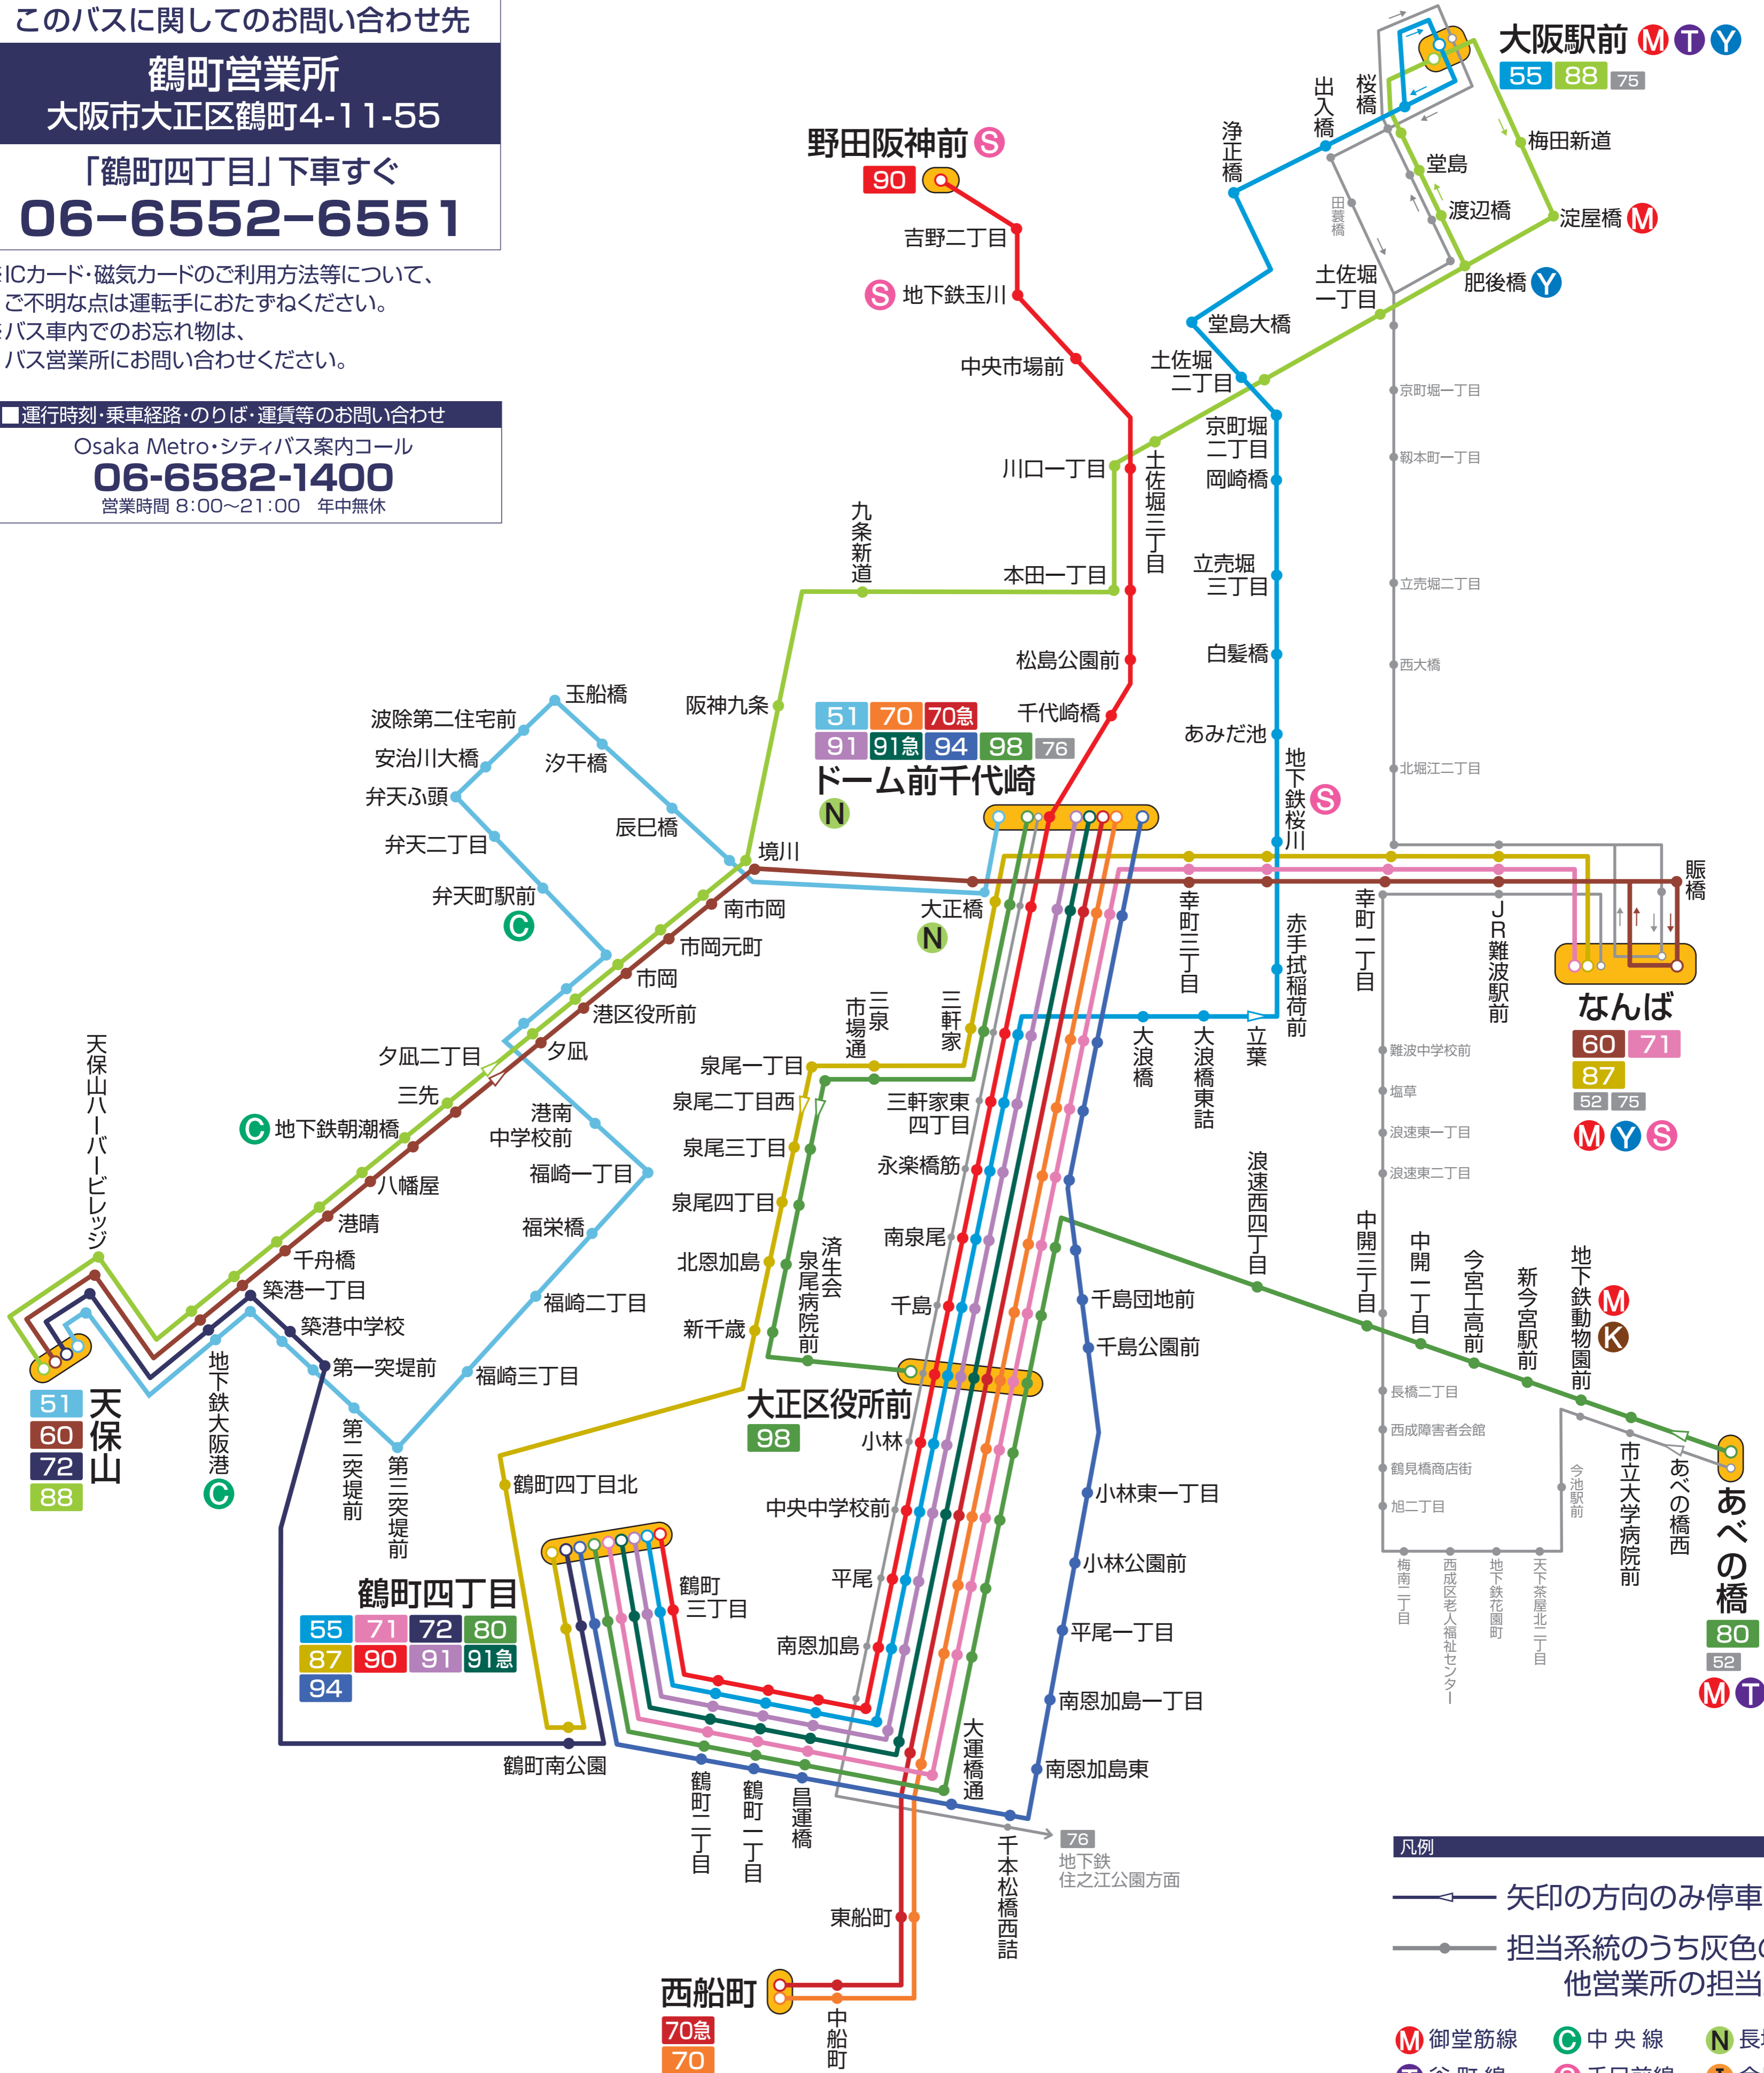 このバスに関してのお問い合わせ先
鶴町営業所
大阪市大正区鶴町4-11-55
「鶴町四丁目」下車すぐ
06-6552-6551
ICカード・磁気カードのご利用方法等について、
ご不明な点は運転手におたずねください。
バス車内でのお忘れ物は、
バス営業所にお問い合わせください。
■運行時刻・乗車経路・のりば・運賃等のお問い合わせ
Osaka Metro・シティバス案内コール
06-6582-1400
営業時間 8:00~21:00 年中無休
大阪駅前 M T Y
55 88 75
桜橋
出入橋
浄正橋
梅田新道
堂島
渡辺橋
淀屋橋 M
田蓑橋
肥後橋 Y
土佐堀
一丁目
堂島大橋
土佐堀
二丁目
京町堀
二丁目
岡崎橋
立売堀
三丁目
白髪橋
あみだ池
地下鉄桜川 S
赤手拭稲荷前
立葉
大浪橋東詰
大浪橋
京町堀一丁目
靱本町一丁目
立売堀二丁目
西大橋
北堀江二丁目
野田阪神前 S
90
吉野二丁目
S 地下鉄玉川
中央市場前
川口一丁目
土佐堀三丁目
本田一丁目
松島公園前
千代崎橋
九条新道
阪神九条
51 70 70急
91 91急 94 98 76
ドーム前千代崎
N
玉船橋
波除第二住宅前
安治川大橋
汐干橋
弁天ふ頭
辰巳橋
弁天二丁目
弁天町駅前
C
境川
南市岡
市岡元町
市岡
港区役所前
夕凪
夕凪二丁目
三先
C 地下鉄朝潮橋
八幡屋
港晴
千舟橋
築港一丁目
築港中学校
第一突堤前
第二突堤前
第三突堤前
地下鉄大阪港
C
天保山ハーバービレッジ
天保山
51
60
72
88
港南
中学校前
福崎一丁目
福栄橋
福崎二丁目
福崎三丁目
大正橋
N
幸町三丁目
幸町一丁目
JR難波駅前
賑橋
なんば
60 71
87
52 75
M Y S
難波中学校前
塩草
浪速東一丁目
浪速東二丁目
三軒家
三泉
市場通
泉尾一丁目
泉尾二丁目西
泉尾三丁目
泉尾四丁目
北恩加島
新千歳
済生会
泉尾病院前
三軒家東
四丁目
永楽橋筋
南泉尾
千島
大正区役所前
98
小林
中央中学校前
平尾
南恩加島
千島団地前
千島公園前
小林東一丁目
小林公園前
平尾一丁目
南恩加島一丁目
南恩加島東
浪速西四丁目
中開三丁目
中開一丁目
今宮工高前
新今宮駅前
地下鉄動物園前
M
K
市立大学病院前
あべの橋西
あべの橋
80
52
M T
長橋二丁目
西成障害者会館
鶴見橋商店街
旭二丁目
梅南二丁目
西成区老人福祉センター
地下鉄花園町
天下茶屋北二丁目
今池駅前
鶴町四丁目北
鶴町四丁目
55 71 72 80
87 90 91 91急
94
鶴町
三丁目
鶴町南公園
鶴町二丁目
鶴町一丁目
昌運橋
大運橋通
千本松橋西詰
76
地下鉄
住之江公園方面
東船町
西船町
70急
70
中船町
凡例
矢印の方向のみ停車
担当系統のうち灰色の
他営業所の担当
M 御堂筋線 C 中央線 N